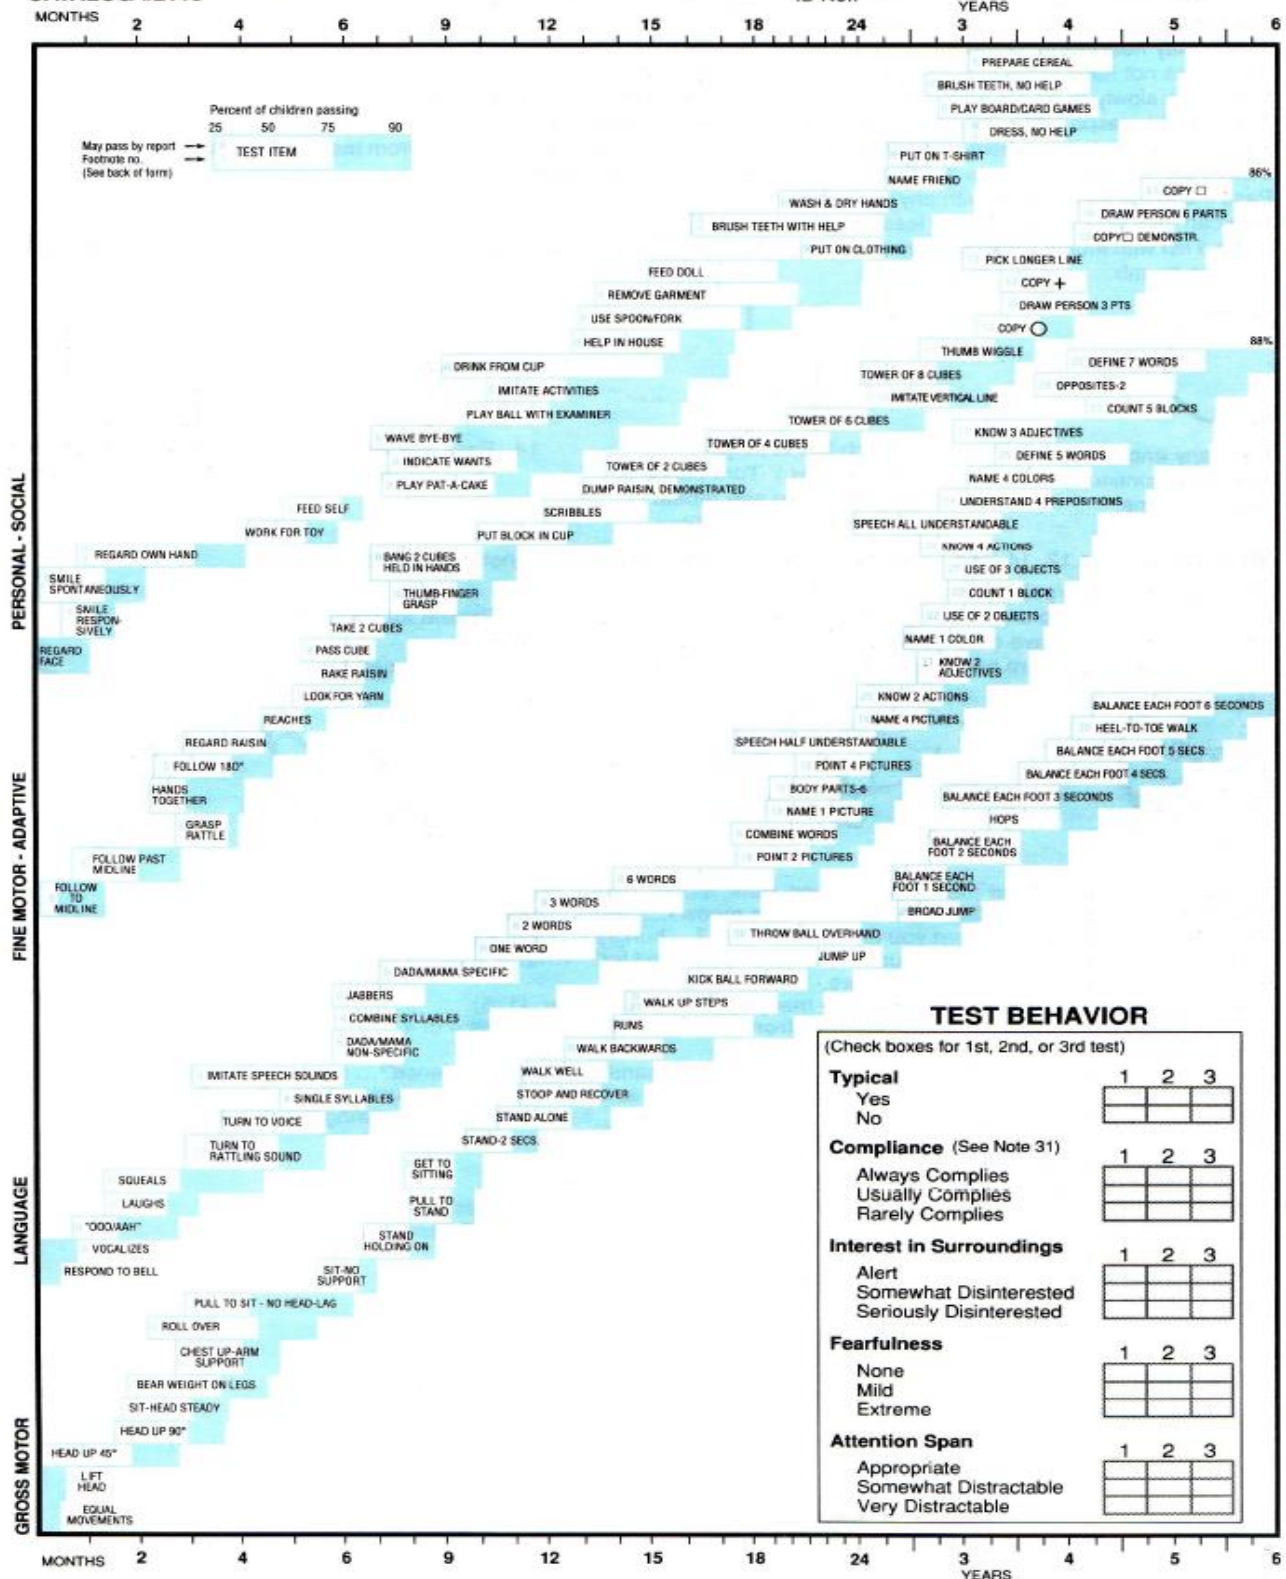 MONTHS
YEARS
2 4 6 9 12 15 18 24 3 4 5 6
PREPARE CEREAL
BRUSH TEETH, NO HELP
Percent of children passing
PLAY BOARD/CARD GAMES
25 50 75 90
DRESS, NO HELP
May pass by report
TEST ITEM
Footnote no.
(See back of form)
PUT ON T-SHIRT
86%
NAME FRIEND
COPY □
WASH & DRY HANDS
DRAW PERSON 6 PARTS
BRUSH TEETH WITH HELP
COPY□ DEMONSTR.
PUT ON CLOTHING
PICK LONGER LINE
FEED DOLL
COPY +
REMOVE GARMENT
DRAW PERSON 3 PTS
USE SPOON/FORK
COPY ○
88%
HELP IN HOUSE
THUMB WIGGLE
DEFINE 7 WORDS
DRINK FROM CUP
TOWER OF 8 CUBES
OPPOSITES-2
IMITATE ACTIVITIES
IMITATE VERTICAL LINE
COUNT 5 BLOCKS
PLAY BALL WITH EXAMINER
TOWER OF 6 CUBES
KNOW 3 ADJECTIVES
WAVE BYE-BYE
TOWER OF 4 CUBES
DEFINE 5 WORDS
INDICATE WANTS
TOWER OF 2 CUBES
NAME 4 COLORS
PLAY PAT-A-CAKE
DUMP RAISIN, DEMONSTRATED
UNDERSTAND 4 PREPOSITIONS
FEED SELF
SCRIBBLES
SPEECH ALL UNDERSTANDABLE
WORK FOR TOY
PUT BLOCK IN CUP
KNOW 4 ACTIONS
PERSONAL - SOCIAL
REGARD OWN HAND
BANG 2 CUBES
HELD IN HANDS
USE OF 3 OBJECTS
SMILE
SPONTANEOUSLY
THUMB-FINGER
GRASP
COUNT 1 BLOCK
SMILE
RESPON-
SIVELY
TAKE 2 CUBES
USE OF 2 OBJECTS
REGARD
FACE
PASS CUBE
NAME 1 COLOR
RAKE RAISIN
KNOW 2
ADJECTIVES
LOOK FOR YARN
KNOW 2 ACTIONS
BALANCE EACH FOOT 6 SECONDS
REACHES
NAME 4 PICTURES
HEEL-TO-TOE WALK
REGARD RAISIN
SPEECH HALF UNDERSTANDABLE
BALANCE EACH FOOT 5 SECS.
FOLLOW 180°
POINT 4 PICTURES
BALANCE EACH FOOT 4 SECS.
FINE MOTOR - ADAPTIVE
HANDS
TOGETHER
BODY PARTS-6
BALANCE EACH FOOT 3 SECONDS
GRASP
RATTLE
NAME 1 PICTURE
HOPS
COMBINE WORDS
BALANCE EACH
FOOT 2 SECONDS
FOLLOW PAST
MIDLINE
POINT 2 PICTURES
FOLLOW
TO
MIDLINE
6 WORDS
BALANCE EACH
FOOT 1 SECOND
3 WORDS
BROAD JUMP
2 WORDS
THROW BALL OVERHAND
ONE WORD
JUMP UP
DADA/MAMA SPECIFIC
KICK BALL FORWARD
JABBERS
WALK UP STEPS
COMBINE SYLLABLES
RUNS
DADA/MAMA
NON-SPECIFIC
WALK BACKWARDS
IMITATE SPEECH SOUNDS
WALK WELL
SINGLE SYLLABLES
STOOP AND RECOVER
TURN TO VOICE
STAND ALONE
TURN TO
RATTLING SOUND
STAND-2 SECS.
LANGUAGE
SQUEALS
GET TO
SITTING
LAUGHS
PULL TO
STAND
"OOO/AAH"
VOCALIZES
STAND
HOLDING ON
RESPOND TO BELL
SIT-NO
SUPPORT
PULL TO SIT - NO HEAD-LAG
ROLL OVER
CHEST UP-ARM
SUPPORT
BEAR WEIGHT ON LEGS
SIT-HEAD STEADY
HEAD UP 90°
GROSS MOTOR
HEAD UP 45°
LIFT
HEAD
EQUAL
MOVEMENTS
TEST BEHAVIOR
(Check boxes for 1st, 2nd, or 3rd test)
Typical 1 2 3
Yes
No
Compliance (See Note 31) 1 2 3
Always Complies
Usually Complies
Rarely Complies
Interest in Surroundings 1 2 3
Alert
Somewhat Disinterested
Seriously Disinterested
Fearfulness 1 2 3
None
Mild
Extreme
Attention Span 1 2 3
Appropriate
Somewhat Distractable
Very Distractable
MONTHS 2 4 6 9 12 15 18 24 3 4 5 6
YEARS